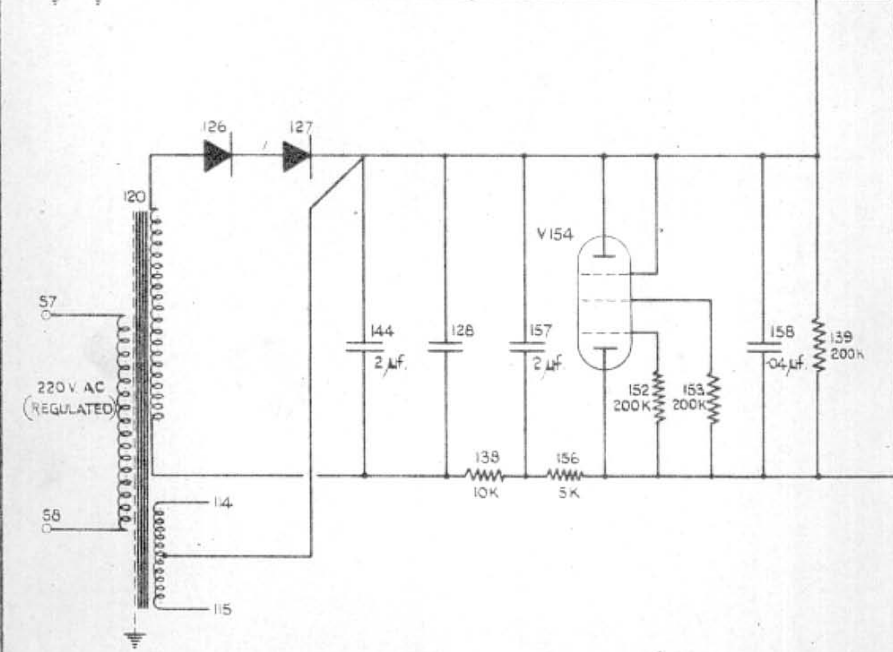 126
127
120
V154
57
144
2 μf.
128
157
2 μf.
158
·04 μf.
139
200K
220 V. AC
(REGULATED)
152
200K
153
200K
138
10K
156
5K
58
114
115